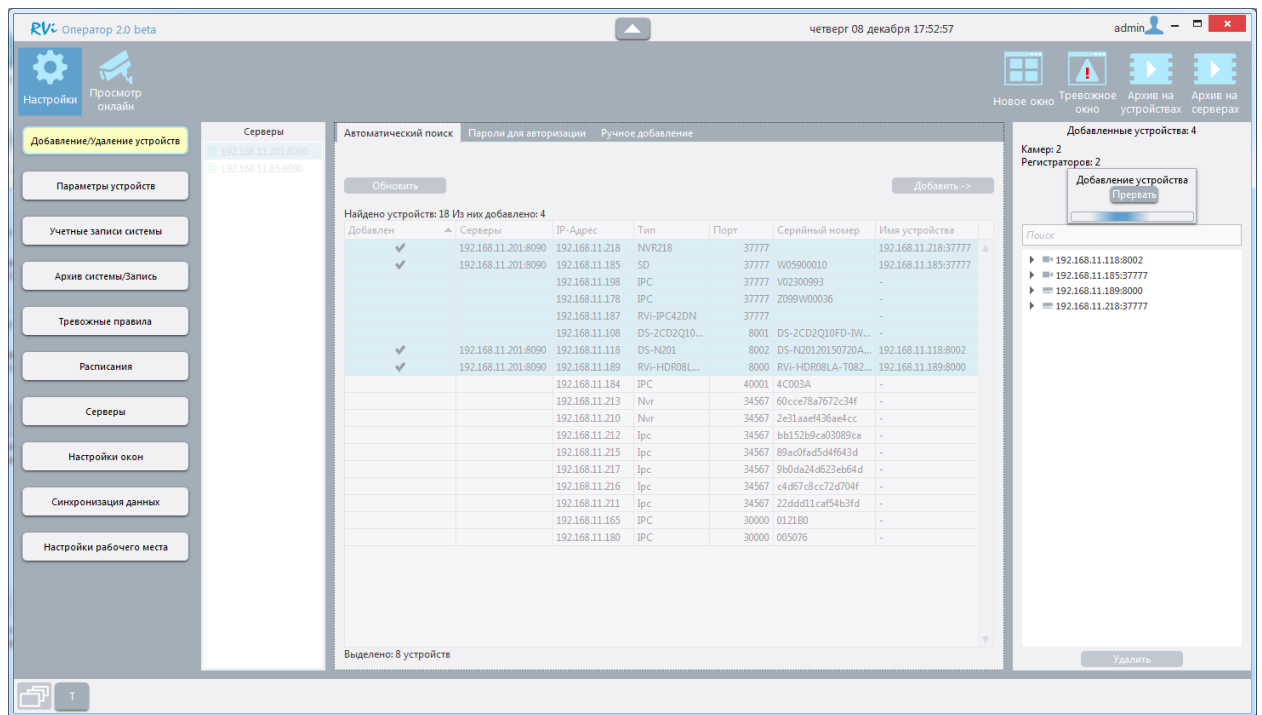 RVi Оператор 2.0 beta
четверг 08 декабря 17:52:57
admin
Настройки
Просмотр онлайн
Новое окно
Тревожное окно
Архив на устройствах
Архив на серверах
Добавление/Удаление устройств
Параметры устройств
Учетные записи системы
Архив системы/Запись
Тревожные правила
Расписания
Серверы
Настройки окон
Синхронизация данных
Настройки рабочего места
Серверы
192.168.11.201:8090
192.168.11.65:8090
Автоматический поиск Пароли для авторизации Ручное добавление
Обновить Добавить ->
Найдено устройств: 18 Из них добавлено: 4
Добавлен Серверы IP-Адрес Тип Порт Серийный номер Имя устройства
192.168.11.201:8090 192.168.11.218 NVR218 37777 192.168.11.218:37777
192.168.11.201:8090 192.168.11.185 SD 37777 W05900010 192.168.11.185:37777
192.168.11.198 IPC 37777 V02300993 -
192.168.11.178 IPC 37777 Z099W00036 -
192.168.11.187 RVi-IPC42DN 37777 -
192.168.11.108 DS-2CD2Q10... 8001 DS-2CD2Q10FD-IW... -
192.168.11.201:8090 192.168.11.118 DS-N201 8002 DS-N20120150720A... 192.168.11.118:8002
192.168.11.201:8090 192.168.11.189 RVi-HDR08L... 8000 RVi-HDR08LA-T082... 192.168.11.189:8000
192.168.11.184 IPC 40001 4C003A -
192.168.11.213 Nvr 34567 60cce78a7672c34f -
192.168.11.210 Nvr 34567 2e31aaef436ae4cc -
192.168.11.212 Ipc 34567 bb152b9ca03089ca -
192.168.11.215 Ipc 34567 89ac0fad5d4f643d -
192.168.11.217 Ipc 34567 9b0da24d623eb64d -
192.168.11.216 Ipc 34567 c4d67c8cc72d704f -
192.168.11.211 Ipc 34567 22ddd11caf54b3fd -
192.168.11.165 IPC 30000 0121B0 -
192.168.11.180 IPC 30000 005076 -
Выделено: 8 устройств
Добавленные устройства: 4
Камер: 2
Регистраторов: 2
Добавление устройства
Прервать
Поиск
192.168.11.118:8002
192.168.11.185:37777
192.168.11.189:8000
192.168.11.218:37777
Удалить
T